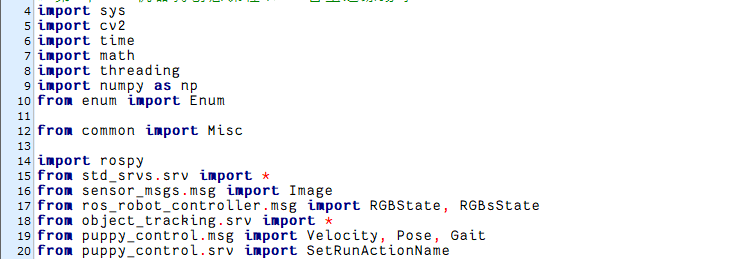 4 import sys
5 import cv2
6 import time
7 import math
8 import threading
9 import numpy as np
10 from enum import Enum
11
12 from common import Misc
13
14 import rospy
15 from std_srvs.srv import *
16 from sensor_msgs.msg import Image
17 from ros_robot_controller.msg import RGBState, RGBsState
18 from object_tracking.srv import *
19 from puppy_control.msg import Velocity, Pose, Gait
20 from puppy_control.srv import SetRunActionName